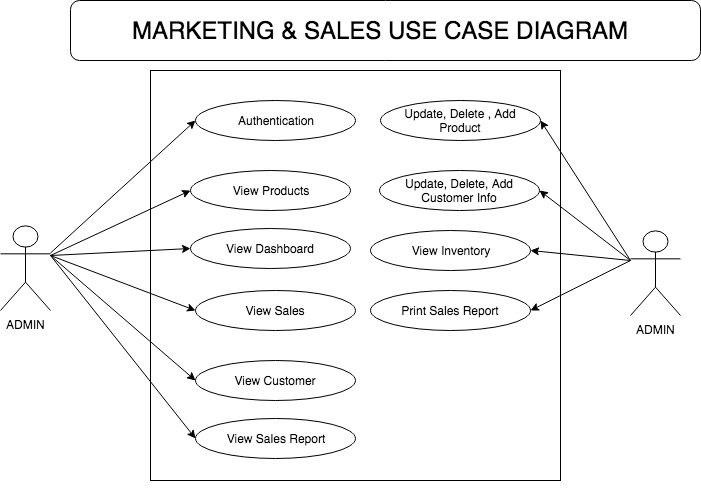 MARKETING & SALES USE CASE DIAGRAM
Authentication
Update, Delete , Add
Product
View Products
Update, Delete, Add
Customer Info
View Dashboard
View Inventory
View Sales
Print Sales Report
ADMIN
ADMIN
View Customer
View Sales Report